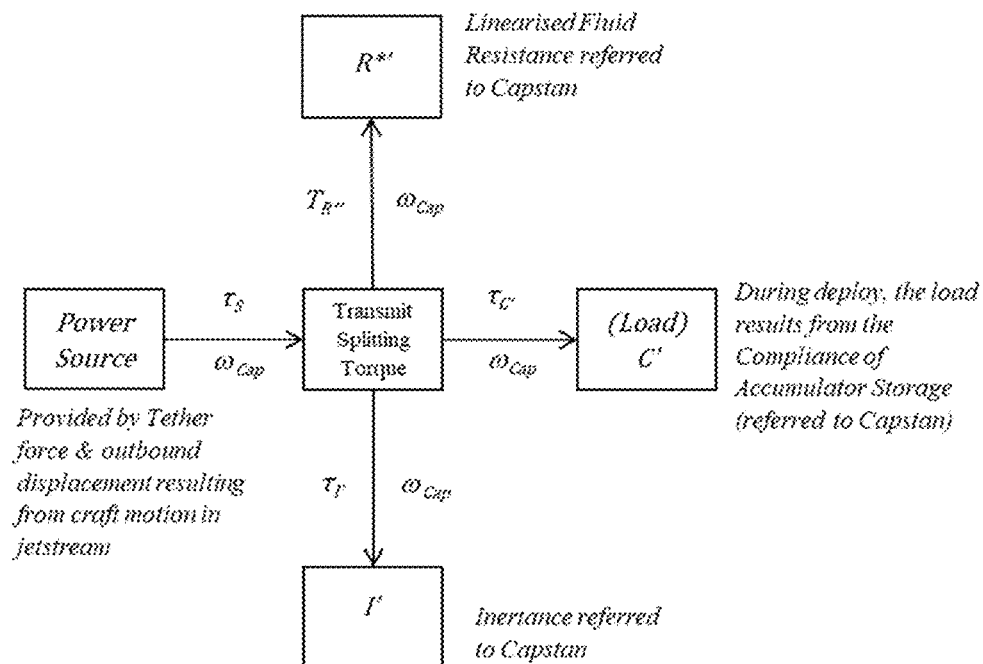 R*'
Linearised Fluid
Resistance referred
to Capstan
T_R'' ω_Cap
Power
Source
τ_S
ω_Cap
Transmit
Splitting
Torque
τ_C'
ω_Cap
(Load)
C'
During deploy, the load
results from the
Compliance of
Accumulator Storage
(referred to Capstan)
Provided by Tether
force & outbound
displacement resulting
from craft motion in
jetstream
τ_I' ω_Cap
I'
Inertance referred
to Capstan